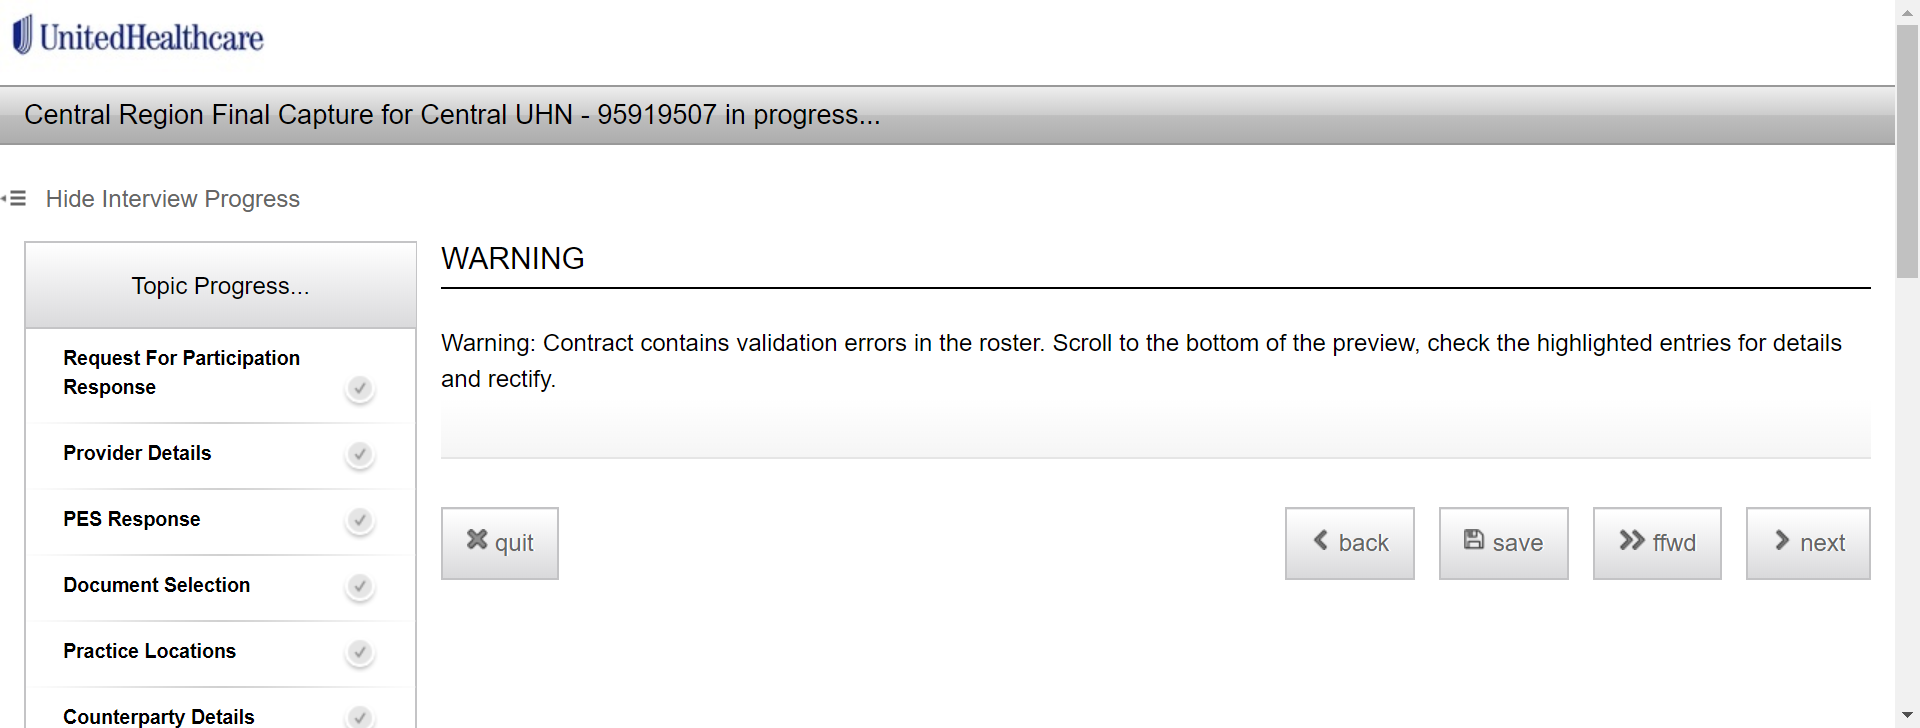 UnitedHealthcare
Central Region Final Capture for Central UHN - 95919507 in progress...
Hide Interview Progress
Topic Progress...
Request For Participation
Response
Provider Details
PES Response
Document Selection
Practice Locations
Counterparty Details
WARNING
Warning: Contract contains validation errors in the roster. Scroll to the bottom of the preview, check the highlighted entries for details
and rectify.
quit
back
save
ffwd
next